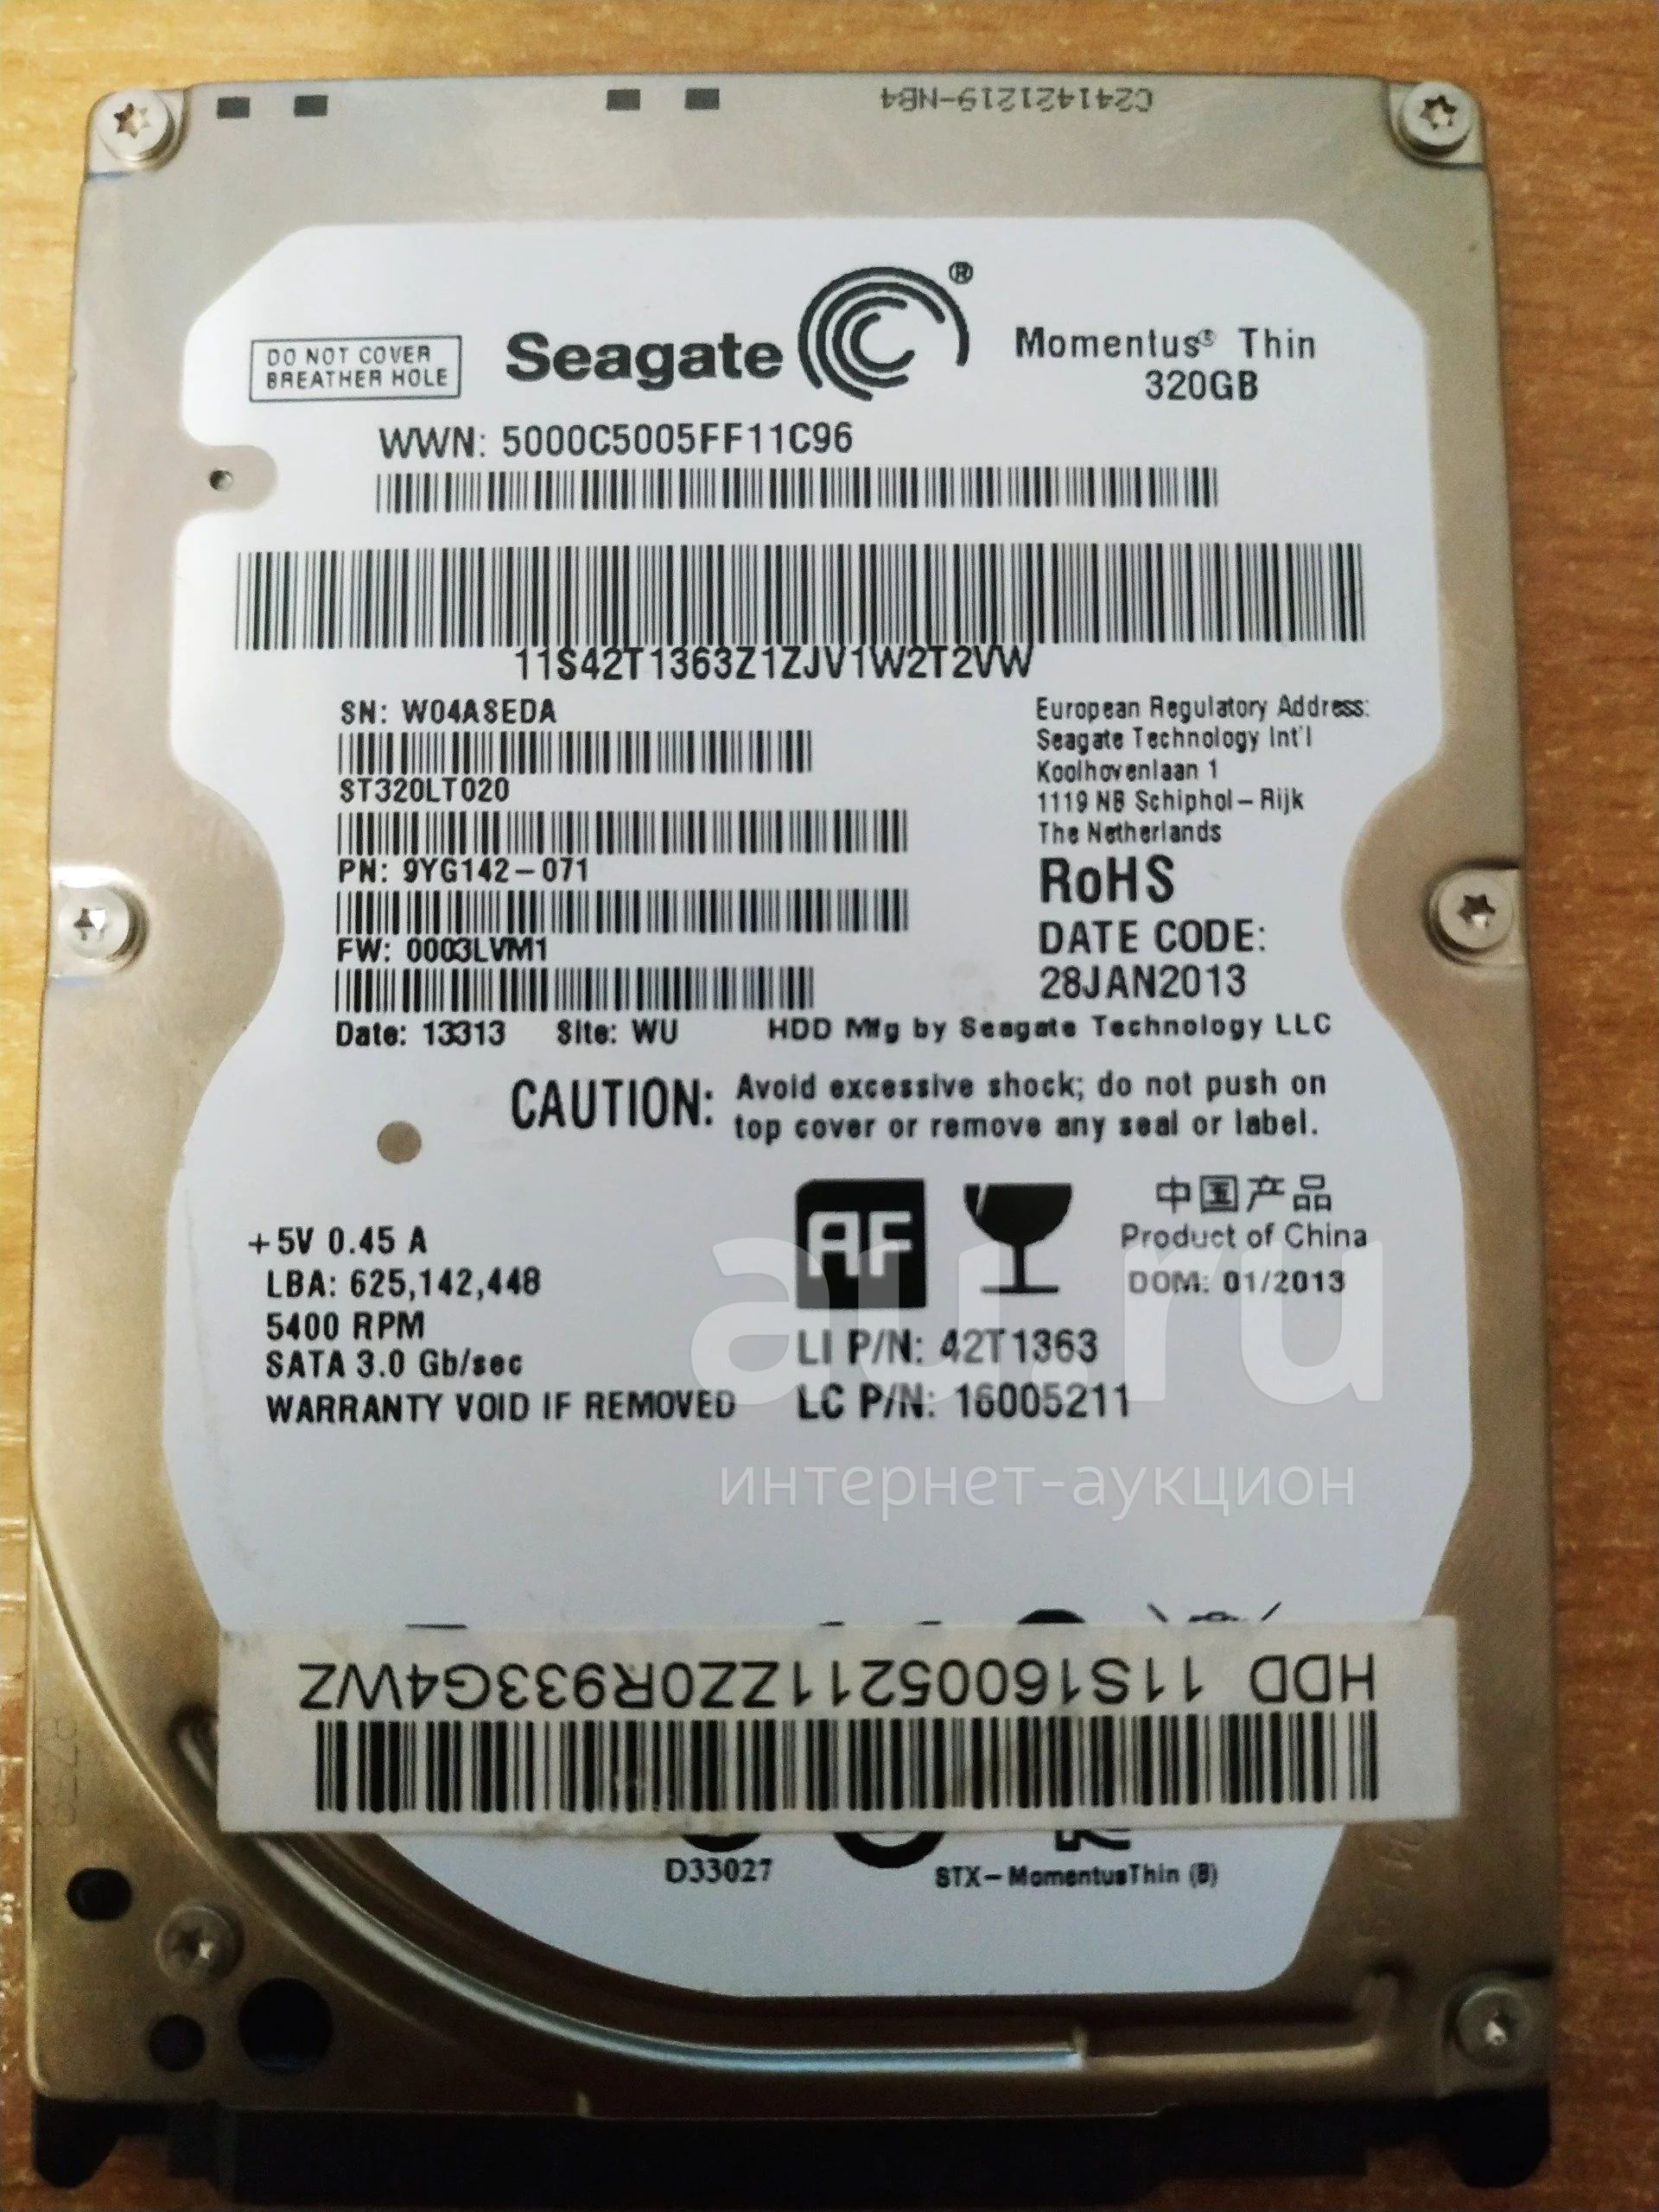 C241421219-NB4
DO NOT COVER
BREATHER HOLE
Seagate®
Momentus® Thin
320GB
WWN: 5000C5005FF11C96
11S42T1363Z1ZJV1W2T2VW
SN: W04ASEDA
ST320LT020
PN: 9YG142-071
FW: 0003LVM1
Date: 13313 Site: WU
European Regulatory Address:
Seagate Technology Int'l
Koolhovenlaan 1
1119 NB Schiphol-Rijk
The Netherlands
RoHS
DATE CODE:
28JAN2013
HDD Mfg by Seagate Technology LLC
CAUTION: Avoid excessive shock; do not push on
top cover or remove any seal or label.
+5V 0.45 A
LBA: 625,142,448
5400 RPM
SATA 3.0 Gb/sec
WARRANTY VOID IF REMOVED
AF
中国产品
Product of China
DOM: 01/2013
LI P/N: 42T1363
LC P/N: 16005211
au.ru
интернет-аукцион
HDD 11S16005211ZZ0R933G4WZ
D33027
STX-MomentusThin (B)